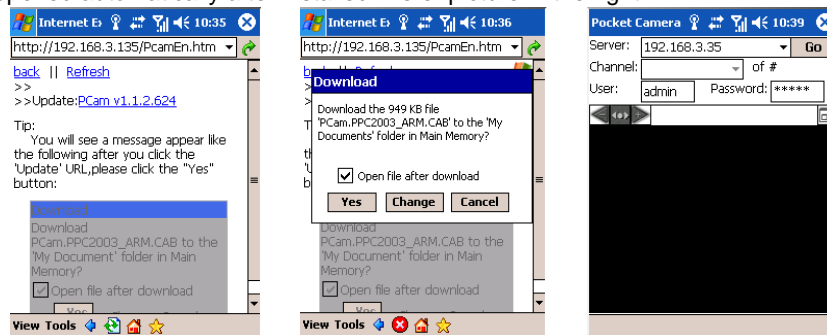 Internet E 10:35
http://192.168.3.135/PcamEn.htm
back || Refresh
>>
>>Update:PCam v1.1.2.624
Tip:
You will see a message appear like
the following after you click the
'Update' URL,please click the "Yes"
button:
Download
Download
PCam.PPC2003_ARM.CAB to the
'My Document' folder in Main
Memory?
Open file after download
Yes
View Tools
Internet E 10:36
http://192.168.3.135/PcamEn.htm
Download
Download the 949 KB file
'PCam.PPC2003_ARM.CAB' to the 'My
Documents' folder in Main Memory?
Open file after download
Yes Change Cancel
Download
PCam.PPC2003_ARM.CAB to the
'My Document' folder in Main
Memory?
Open file after download
Yes
View Tools
Pocket Camera 10:39
Server: 192.168.3.35 Go
Channel: of #
User: admin Password: *****